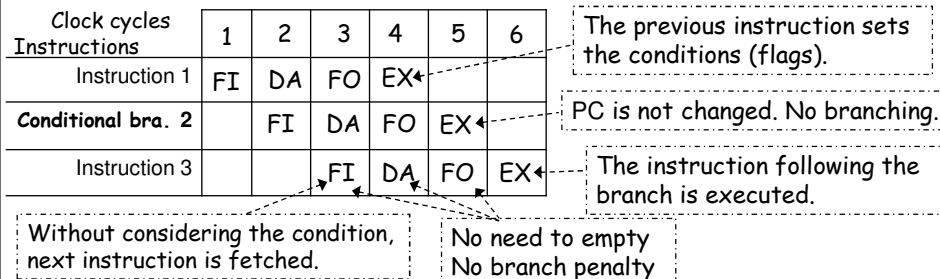 Clock cycles
Instructions 1 2 3 4 5 6
Instruction 1 FI DA FO EX
Conditional bra. 2 FI DA FO EX
Instruction 3 FI DA FO EX
The previous instruction sets
the conditions (flags).
PC is not changed. No branching.
The instruction following the
branch is executed.
Without considering the condition,
next instruction is fetched.
No need to empty
No branch penalty